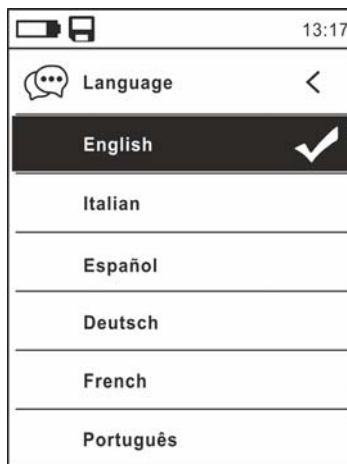 13:17
Language
English
Italian
Español
Deutsch
French
Português